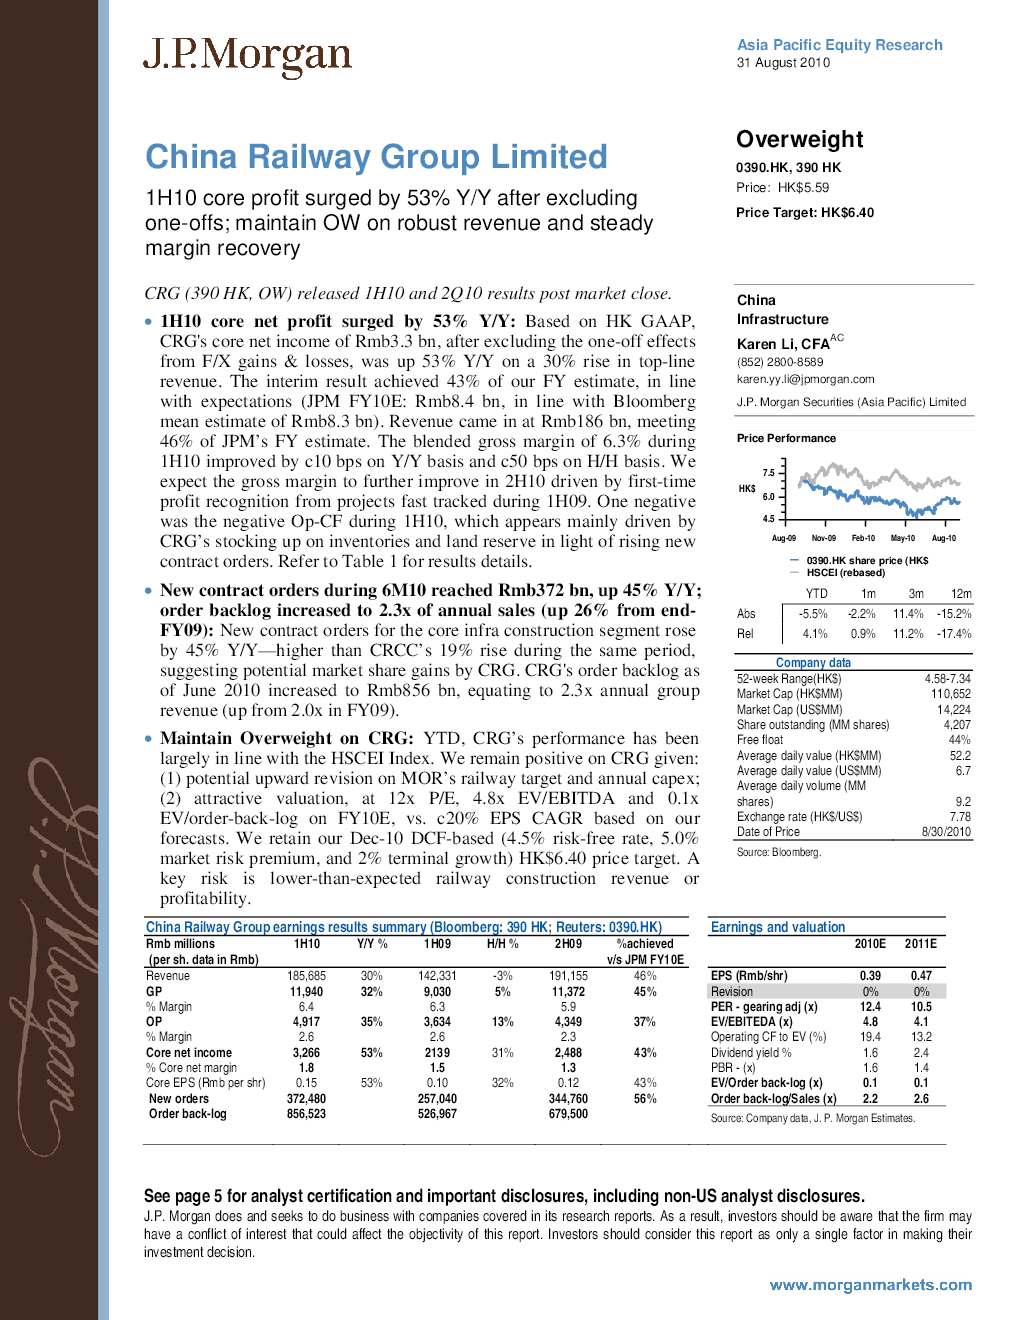 J.P.Morgan
Asia Pacific Equity Research
31 August 2010
China Railway Group Limited
1H10 core profit surged by 53% Y/Y after excluding
one-offs; maintain OW on robust revenue and steady
margin recovery
Overweight
0390.HK, 390 HK
Price: HK$5.59
Price Target: HK$6.40
CRG (390 HK, OW) released 1H10 and 2Q10 results post market close.
• 1H10 core net profit surged by 53% Y/Y: Based on HK GAAP,
CRG's core net income of Rmb3.3 bn, after excluding the one-off effects
from F/X gains & losses, was up 53% Y/Y on a 30% rise in top-line
revenue. The interim result achieved 43% of our FY estimate, in line
with expectations (JPM FY10E: Rmb8.4 bn, in line with Bloomberg
mean estimate of Rmb8.3 bn). Revenue came in at Rmb186 bn, meeting
46% of JPM's FY estimate. The blended gross margin of 6.3% during
1H10 improved by c10 bps on Y/Y basis and c50 bps on H/H basis. We
expect the gross margin to further improve in 2H10 driven by first-time
profit recognition from projects fast tracked during 1H09. One negative
was the negative Op-CF during 1H10, which appears mainly driven by
CRG's stocking up on inventories and land reserve in light of rising new
contract orders. Refer to Table 1 for results details.
• New contract orders during 6M10 reached Rmb372 bn, up 45% Y/Y;
order backlog increased to 2.3x of annual sales (up 26% from end-
FY09): New contract orders for the core infra construction segment rose
by 45% Y/Y—higher than CRCC's 19% rise during the same period,
suggesting potential market share gains by CRG. CRG's order backlog as
of June 2010 increased to Rmb856 bn, equating to 2.3x annual group
revenue (up from 2.0x in FY09).
• Maintain Overweight on CRG: YTD, CRG's performance has been
largely in line with the HSCEI Index. We remain positive on CRG given:
(1) potential upward revision on MOR's railway target and annual capex;
(2) attractive valuation, at 12x P/E, 4.8x EV/EBITDA and 0.1x
EV/order-back-log on FY10E, vs. c20% EPS CAGR based on our
forecasts. We retain our Dec-10 DCF-based (4.5% risk-free rate, 5.0%
market risk premium, and 2% terminal growth) HK$6.40 price target. A
key risk is lower-than-expected railway construction revenue or
profitability.
China
Infrastructure
Karen Li, CFA AC
(852) 2800-8589
karen.yy.li@jpmorgan.com
J.P. Morgan Securities (Asia Pacific) Limited
Price Performance
7.5
HK$ 6.0
4.5
Aug-09 Nov-09 Feb-10 May-10 Aug-10
0390.HK share price (HK$
HSCEI (rebased)
YTD 1m 3m 12m
Abs -5.5% -2.2% 11.4% -15.2%
Rel 4.1% 0.9% 11.2% -17.4%
Company data
52-week Range(HK$) 4.58-7.34
Market Cap (HK$MM) 110,652
Market Cap (US$MM) 14,224
Share outstanding (MM shares) 4,207
Free float 44%
Average daily value (HK$MM) 52.2
Average daily value (US$MM) 6.7
Average daily volume (MM
shares) 9.2
Exchange rate (HK$/US$) 7.78
Date of Price 8/30/2010
Source: Bloomberg.
China Railway Group earnings results summary (Bloomberg: 390 HK; Reuters: 0390.HK)
Rmb millions 1H10 Y/Y % 1H09 H/H % 2H09 %achieved
(per sh. data in Rmb) v/s JPM FY10E
Revenue 185,685 30% 142,331 -3% 191,155 46%
GP 11,940 32% 9,030 5% 11,372 45%
% Margin 6.4 6.3 5.9
OP 4,917 35% 3,634 13% 4,349 37%
% Margin 2.6 2.6 2.3
Core net income 3,266 53% 2139 31% 2,488 43%
% Core net margin 1.8 1.5 1.3
Core EPS (Rmb per shr) 0.15 53% 0.10 32% 0.12 43%
New orders 372,480 257,040 344,760 56%
Order back-log 856,523 526,967 679,500
Earnings and valuation
2010E 2011E
EPS (Rmb/shr) 0.39 0.47
Revision 0% 0%
PER - gearing adj (x) 12.4 10.5
EV/EBITEDA (x) 4.8 4.1
Operating CF to EV (%) 19.4 13.2
Dividend yield % 1.6 2.4
PBR - (x) 1.6 1.4
EV/Order back-log (x) 0.1 0.1
Order back-log/Sales (x) 2.2 2.6
Source: Company data, J. P. Morgan Estimates.
See page 5 for analyst certification and important disclosures, including non-US analyst disclosures.
J.P. Morgan does and seeks to do business with companies covered in its research reports. As a result, investors should be aware that the firm may
have a conflict of interest that could affect the objectivity of this report. Investors should consider this report as only a single factor in making their
investment decision.
www.morganmarkets.com
J.P. Morgan